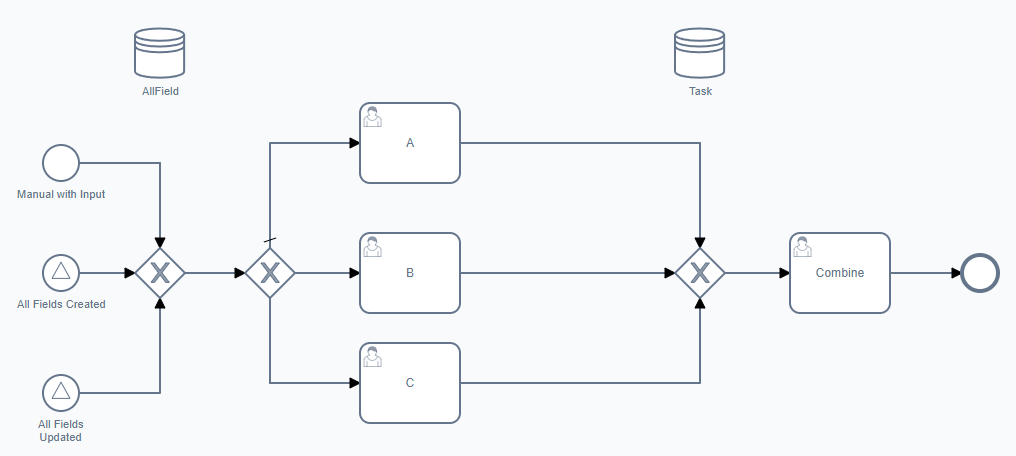 AllField
Task
A
Manual with Input
B
Combine
All Fields Created
C
All Fields
Updated